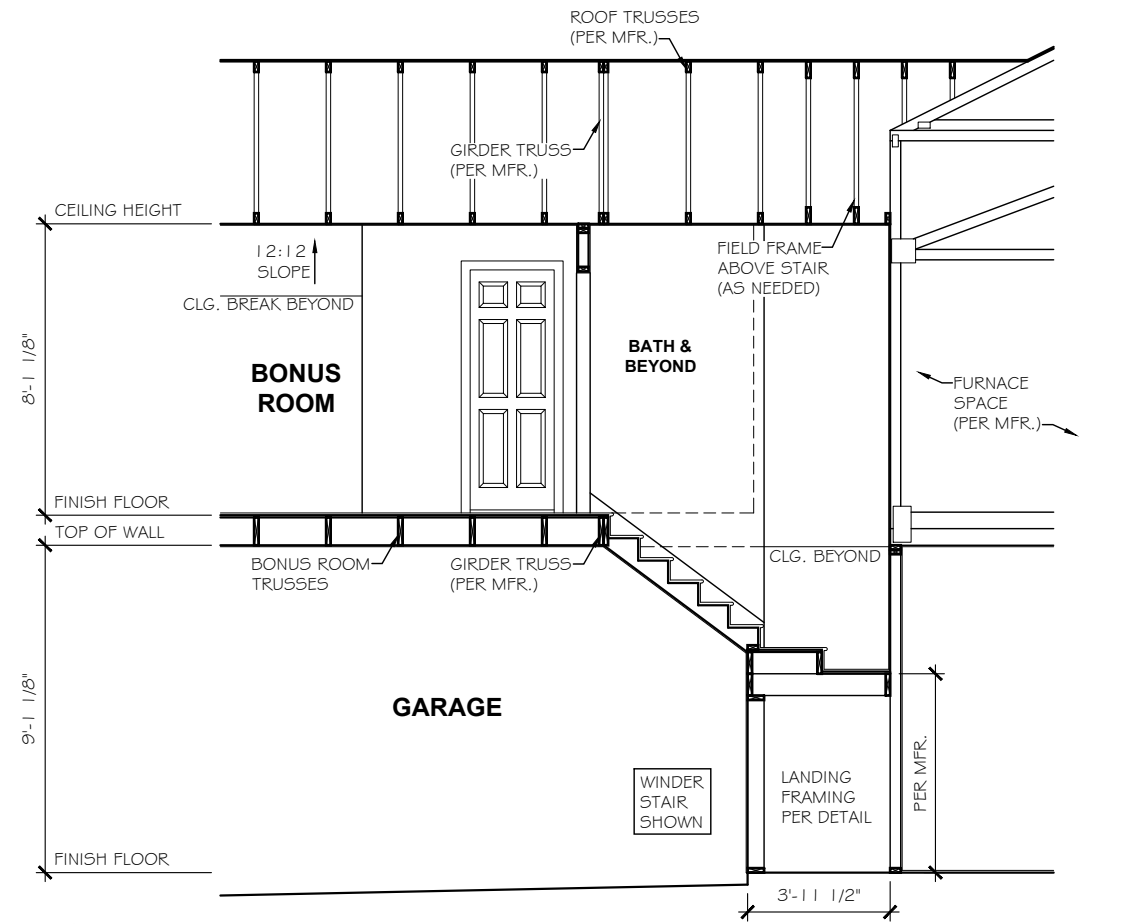 ROOF TRUSSES
(PER MFR.)
GIRDER TRUSS
(PER MFR.)
CEILING HEIGHT
12:12
SLOPE
CLG. BREAK BEYOND
FIELD FRAME
ABOVE STAIR
(AS NEEDED)
8'-1 1/8"
BONUS
ROOM
BATH &
BEYOND
FURNACE
SPACE
(PER MFR.)
FINISH FLOOR
TOP OF WALL
BONUS ROOM
TRUSSES
GIRDER TRUSS
(PER MFR.)
CLG. BEYOND
9'-1 1/8"
GARAGE
WINDER
STAIR
SHOWN
LANDING
FRAMING
PER DETAIL
PER MFR.
FINISH FLOOR
3'-11 1/2"